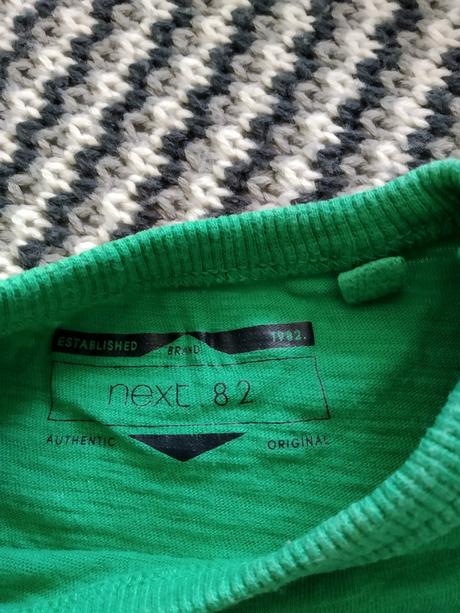 ESTABLISHED BRAND 1982.
next 82
AUTHENTIC ORIGINAL